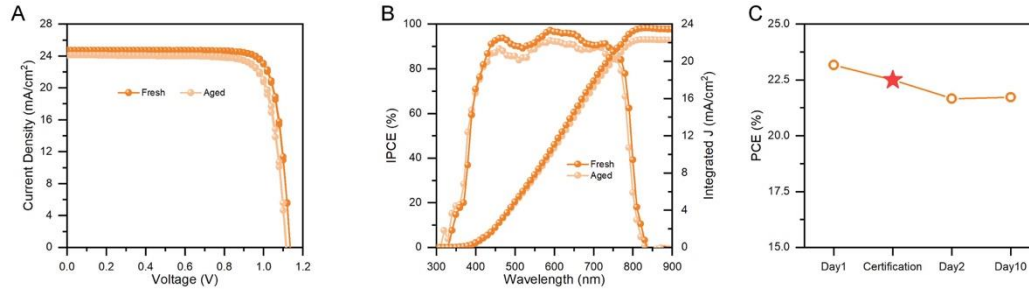 A
Current Density (mA/cm²)
28
24
20
16
12
8
4
0
Fresh Aged
0.0 0.2 0.4 0.6 0.8 1.0 1.2
Voltage (V)
B
IPCE (%)
100
80
60
40
20
0
Fresh
Aged
24
20
16
12
8
4
0
Integrated J (mA/cm²)
300 400 500 600 700 800 900
Wavelength (nm)
C
PCE (%)
25.0
22.5
20.0
17.5
15.0
Day1 Certification Day2 Day10